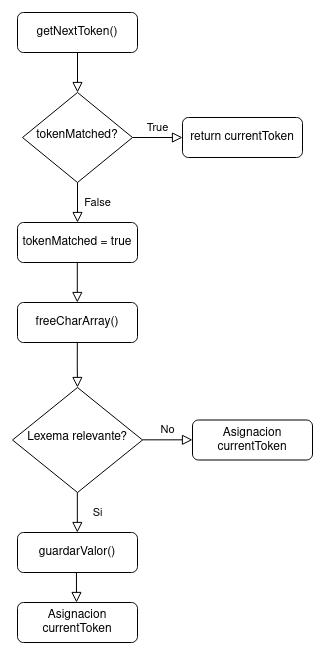 getNextToken()
tokenMatched?
True
return currentToken
False
tokenMatched = true
freeCharArray()
Lexema relevante?
No
Asignacion
currentToken
Si
guardarValor()
Asignacion
currentToken